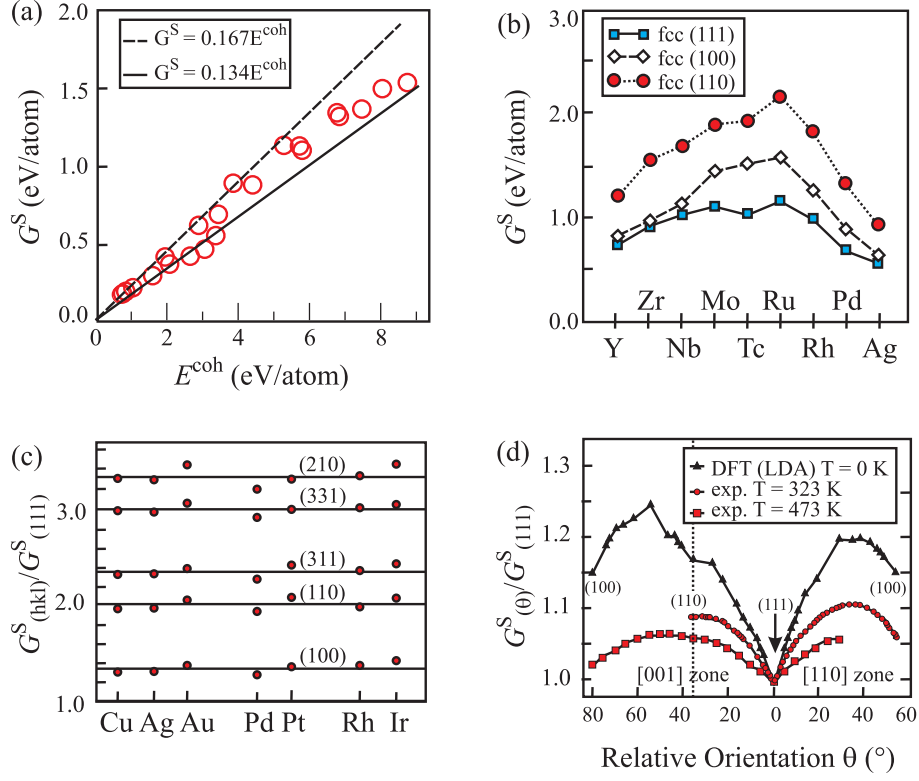 (a)
2.0
1.5
1.0
0.5
0.0
G^S (eV/atom)
G^S = 0.167E^coh
G^S = 0.134E^coh
0 2 4 6 8
E^coh (eV/atom)
(b)
3.0
2.0
1.0
0.0
G^S (eV/atom)
fcc (111)
fcc (100)
fcc (110)
Zr Mo Ru Pd
Y Nb Tc Rh Ag
(c)
3.0
2.0
1.0
G^S_(hkl)/G^S_(111)
(210)
(331)
(311)
(110)
(100)
Cu Ag Au Pd Pt Rh Ir
(d)
1.3
1.2
1.1
1.0
G^S_(θ)/G^S_(111)
DFT (LDA) T = 0 K
exp. T = 323 K
exp. T = 473 K
(100)
(110)
(111)
(100)
[001] zone
[110] zone
80 60 40 20 0 20 40 60
Relative Orientation θ (°)